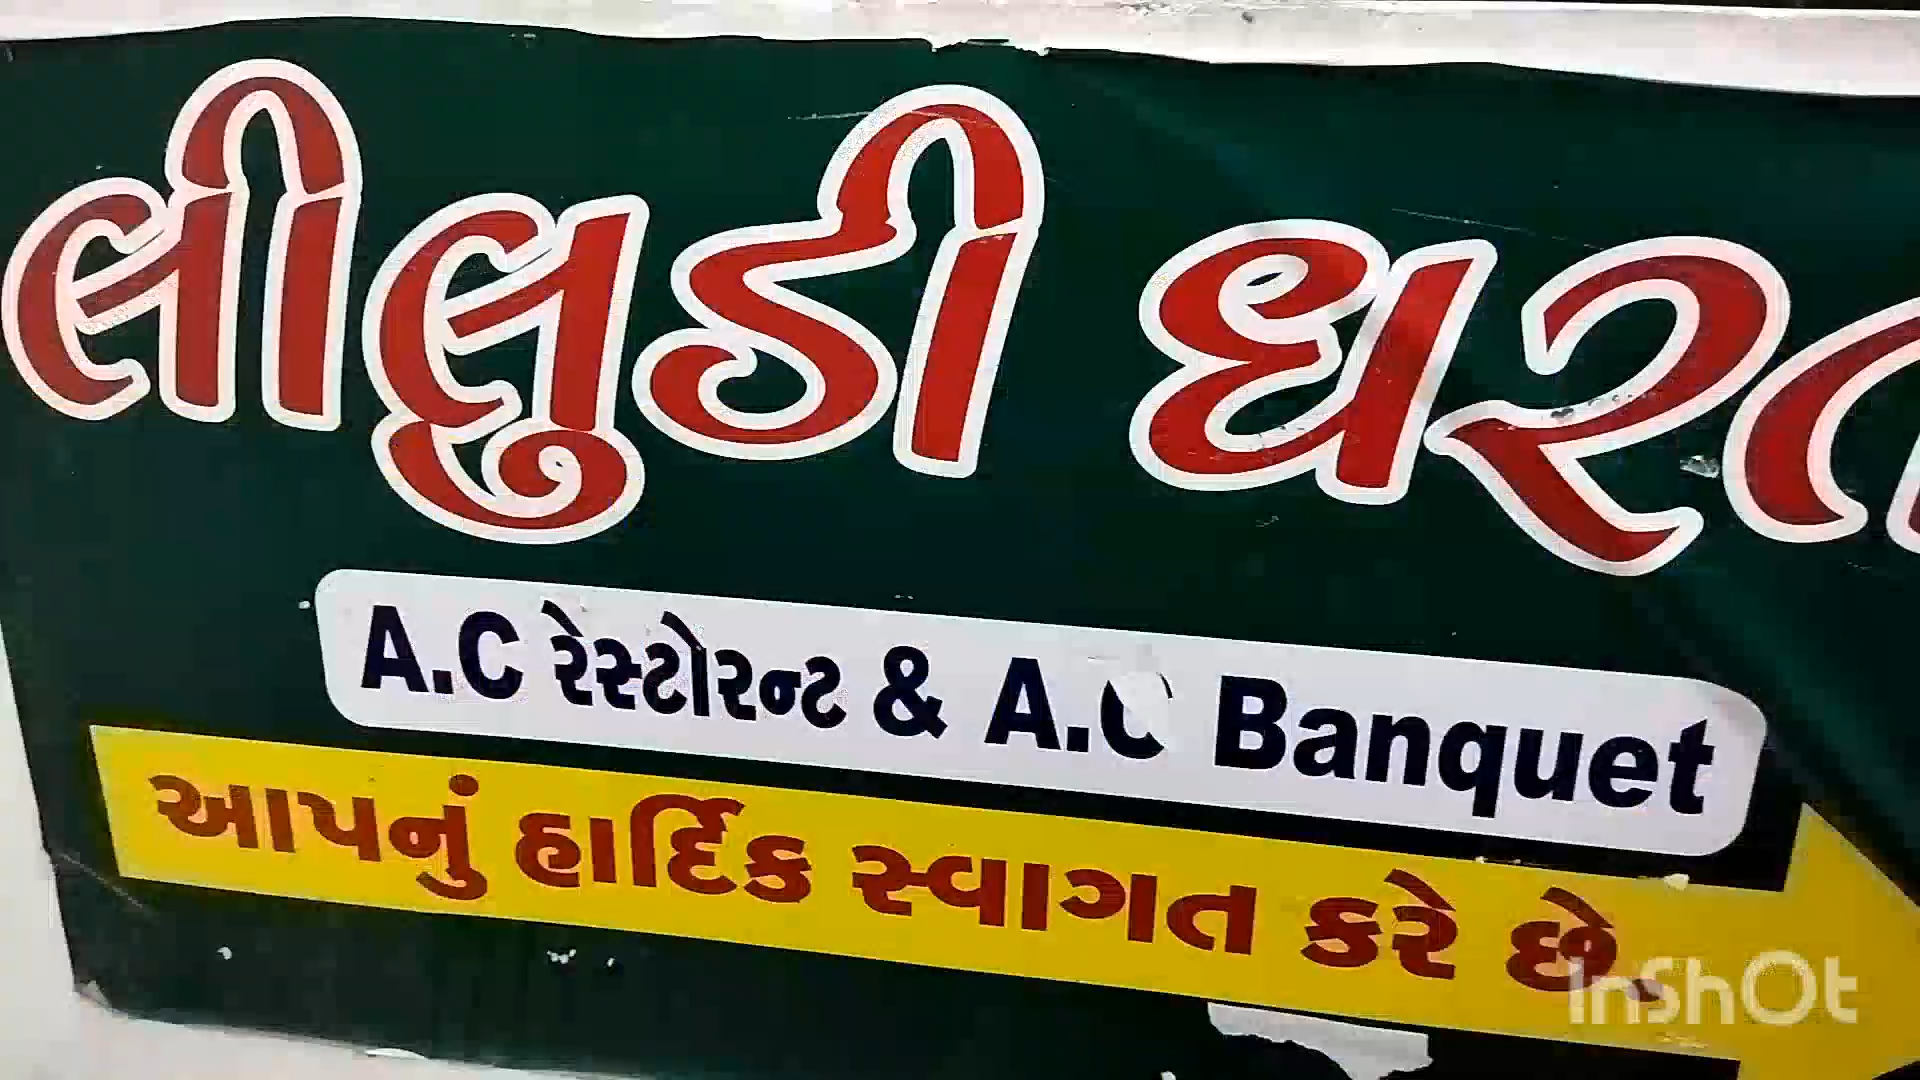 લીલુડી ધરત
A.C રેસ્ટોરન્ટ & A.C Banquet
આપનું હાર્દિક સ્વાગત કરે છે.
InShOt